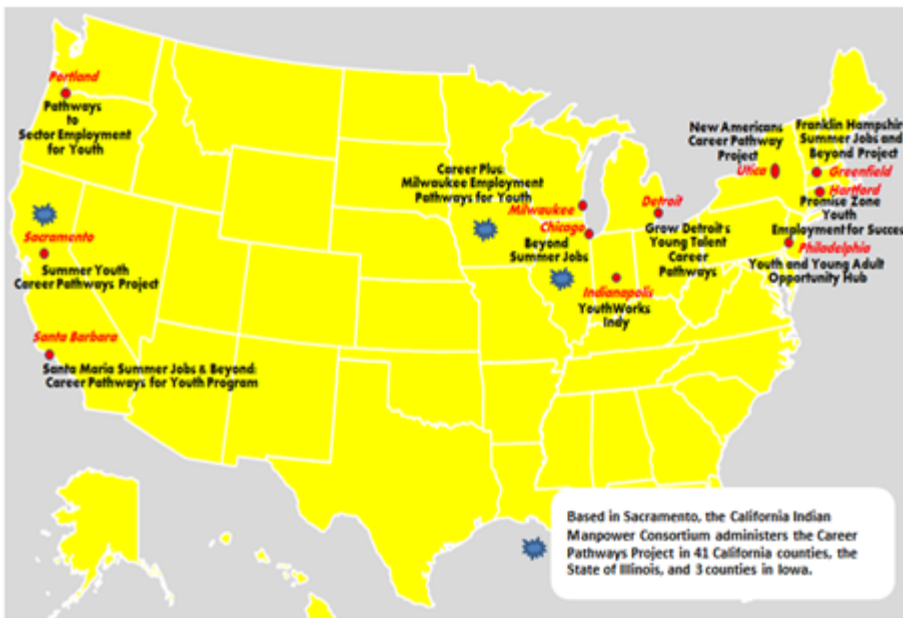 Portland
Pathways
to
Sector Employment
for Youth
Sacramento
Summer Youth
Career Pathways Project
Santa Barbara
Santa Maria Summer Jobs & Beyond:
Career Pathways for Youth Program
Career Plus:
Milwaukee Employment
Pathways for Youth
Milwaukee
Chicago
Beyond
Summer Jobs
Detroit
Grow Detroit's
Young Talent
Career
Pathways
Indianapolis
YouthWorks
Indy
New Americans
Career Pathway
Project
Utica
Franklin Hampshire
Summer Jobs and
Beyond Project
Greenfield
Hartford
Promise Zone
Youth
Employment for Succes
Philadelphia
Youth and Young Adult
Opportunity Hub
Based in Sacramento, the California Indian
Manpower Consortium administers the Career
Pathways Project in 41 California counties, the
State of Illinois, and 3 counties in Iowa.